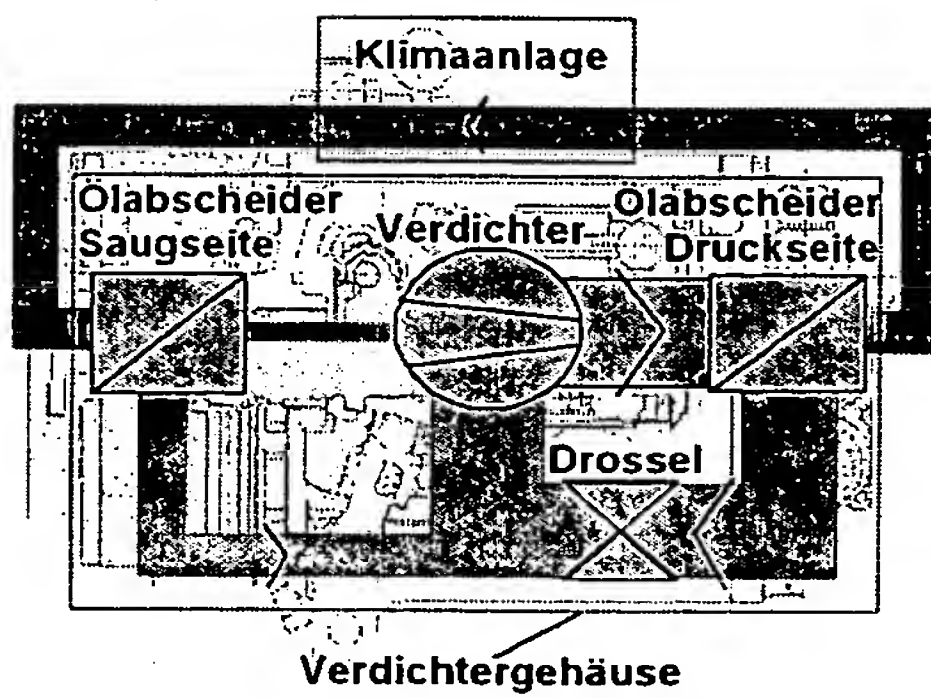 Klimaanlage
Ölabscheider
Saugseite
Verdichter
Ölabscheider
Druckseite
Drossel
Verdichtergehäuse